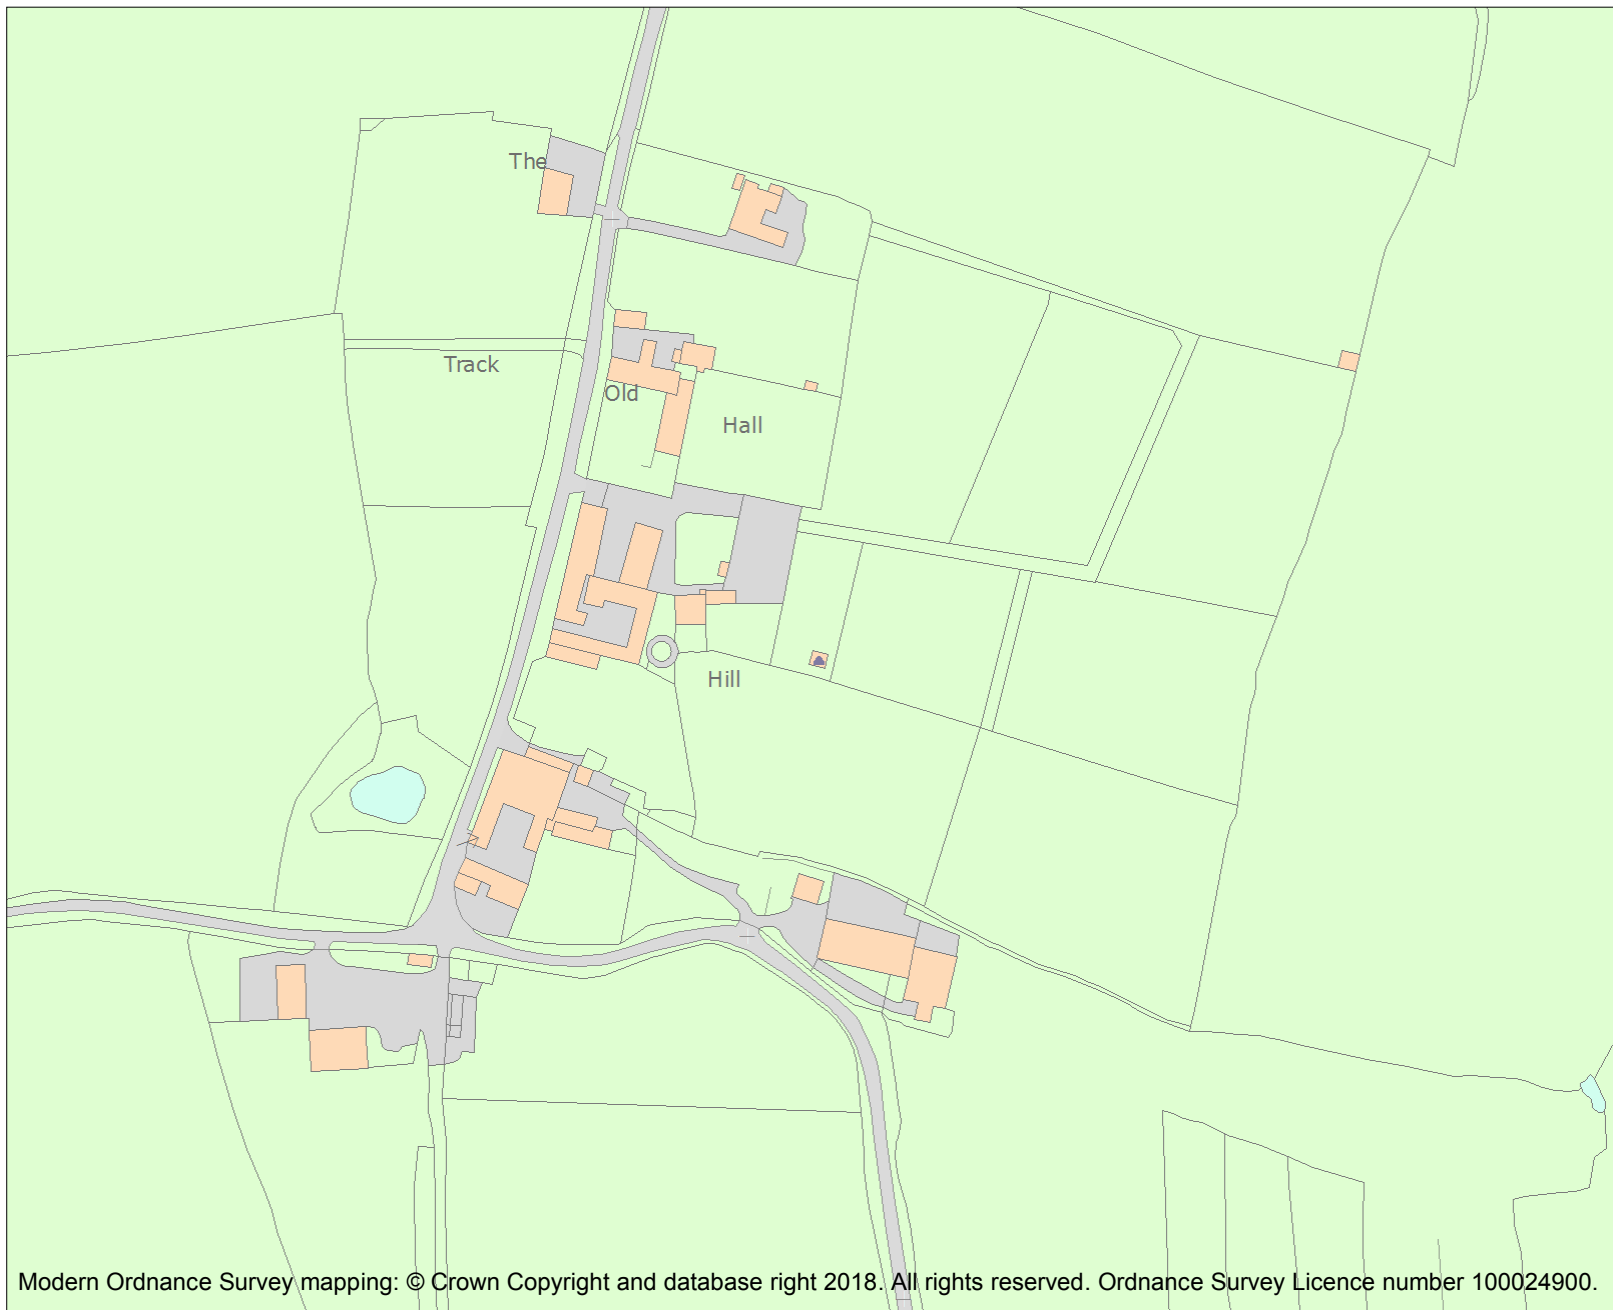 The
Track
Old
Hall
Hill
Modern Ordnance Survey mapping: © Crown Copyright and database right 2018. All rights reserved. Ordnance Survey Licence number 100024900.